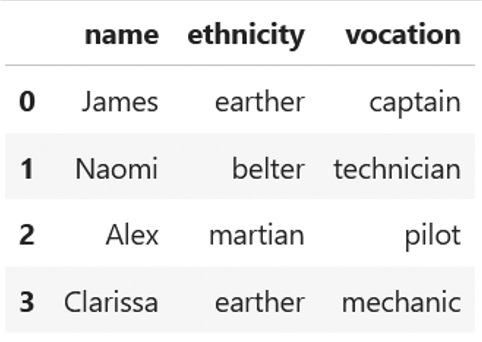 name ethnicity vocation
0 James earther captain
1 Naomi belter technician
2 Alex martian pilot
3 Clarissa earther mechanic